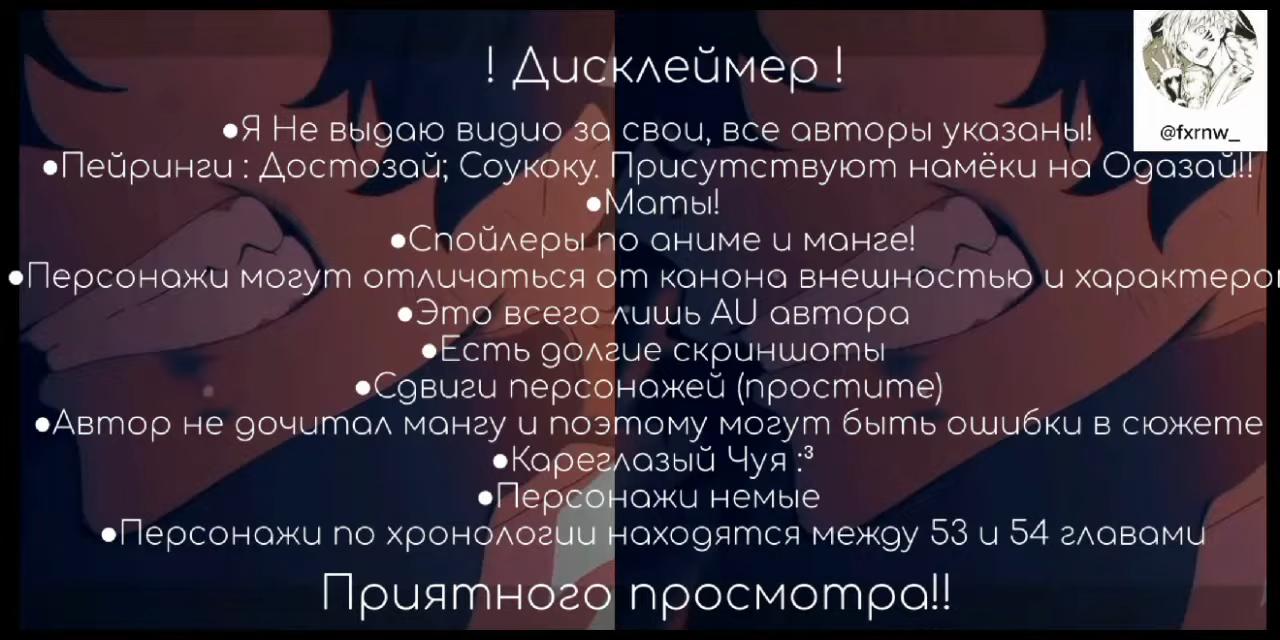 ! Дисклеймер !
@fxrnw_
●Я Не выдаю видио за свои, все авторы указаны!
●Пейринги : Достозай; Соукоку. Присутствуют намёки на Одазай!!
●Маты!
●Спойлеры по аниме и манге!
●Персонажи могут отличаться от канона внешностью и
●Это всего лишь AU автора
●Есть долгие скриншоты
●Сдвиги персонажей (простите)
●Автор не дочитал мангу и поэтому могут быть ошибки в сюжете
●Кареглазый Чуя :³
●Персонажи немые
●Персонажи по хронологии находятся между 53 и 54 главами
Приятного просмотра!!